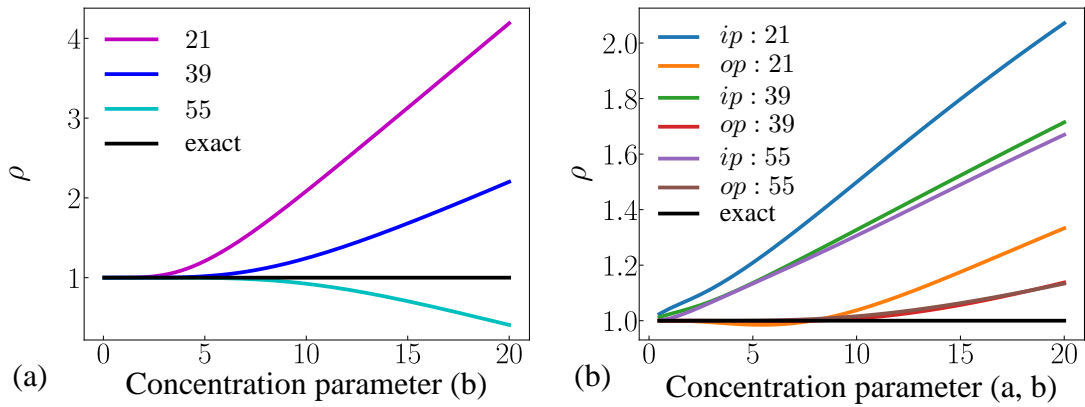 4
3
2
1
ρ
21
39
55
exact
0 5 10 15 20
(a) Concentration parameter (b)
2.0
1.8
1.6
1.4
1.2
1.0
ρ
ip : 21
op : 21
ip : 39
op : 39
ip : 55
op : 55
exact
0 5 10 15 20
(b) Concentration parameter (a, b)